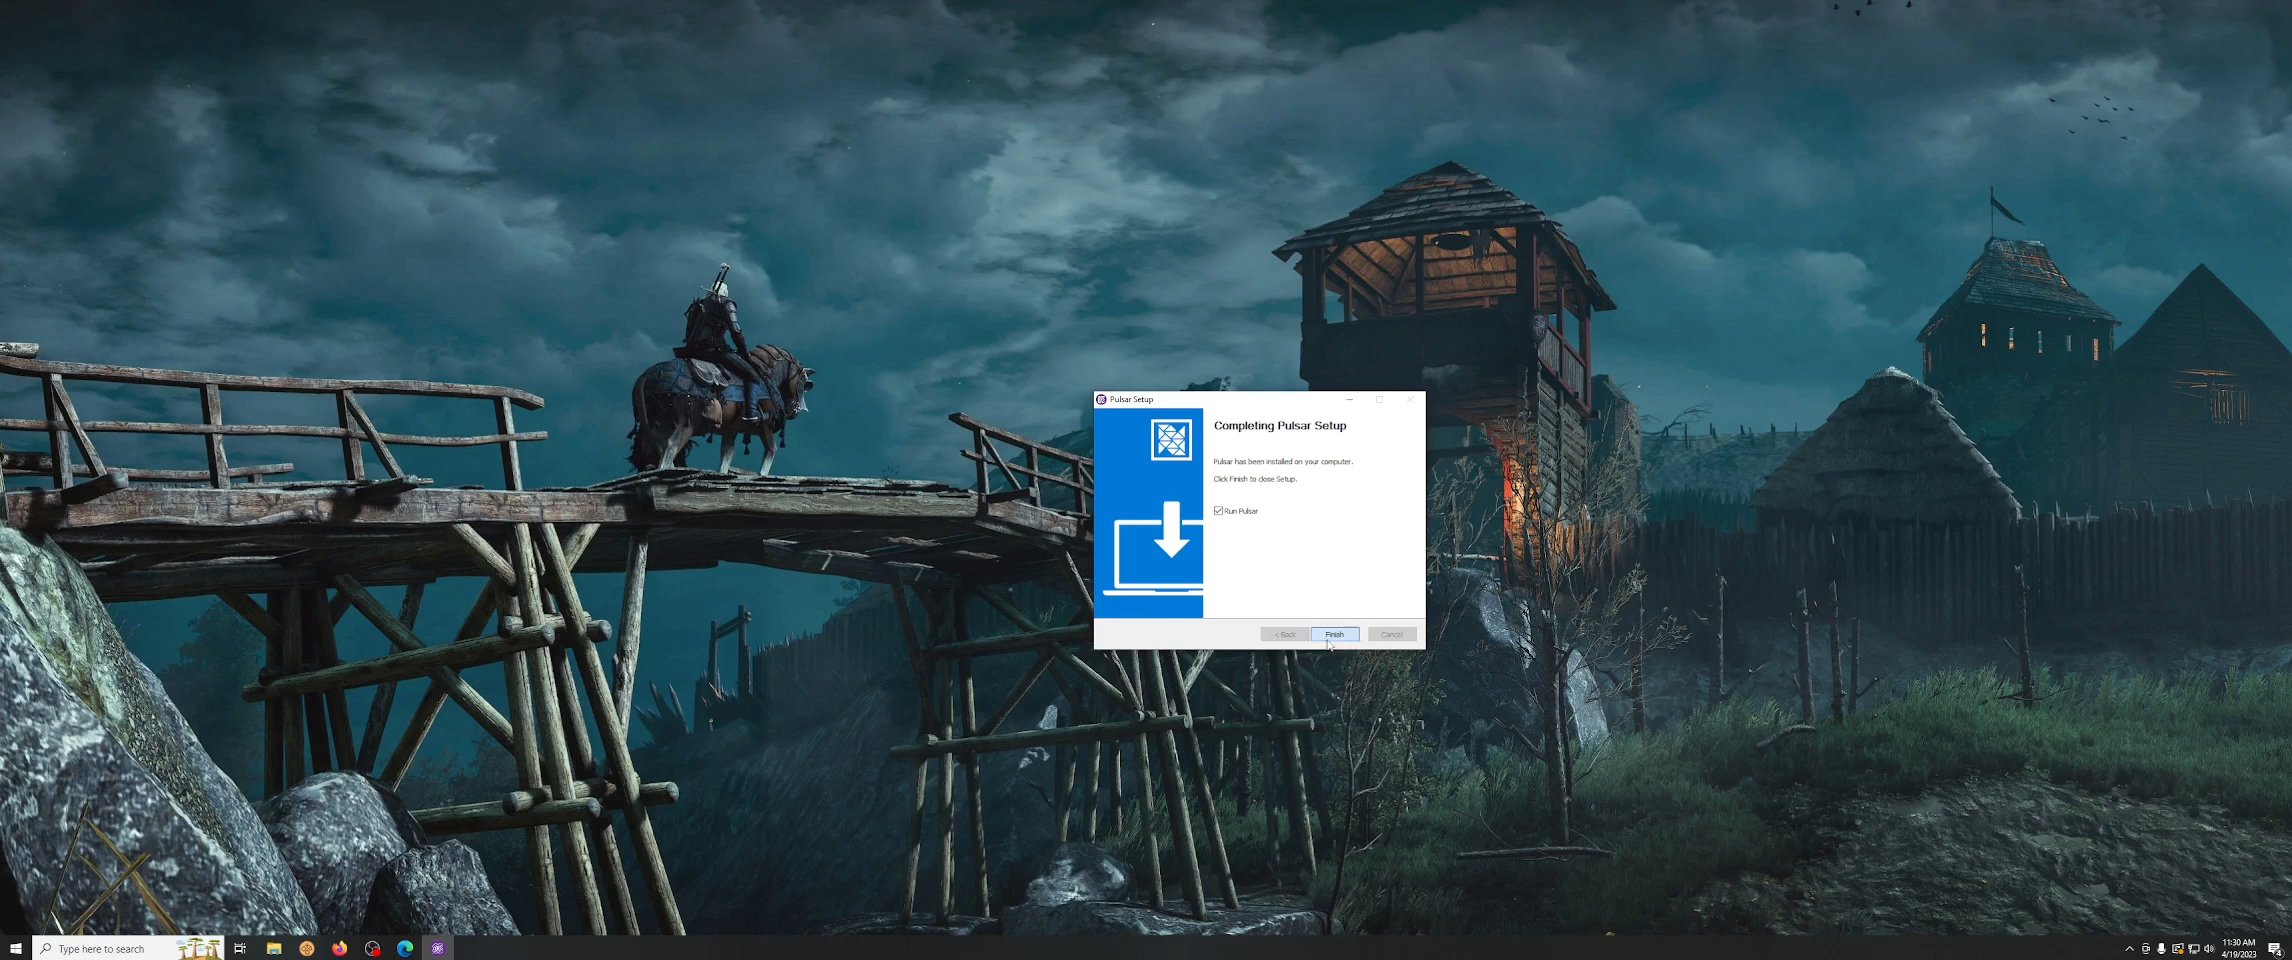 Pulsar Setup
Completing Pulsar Setup
Pulsar has been installed on your computer.
Click Finish to close Setup.
Run Pulsar
< Back
Finish
Cancel
Type here to search
11:30 AM
4/19/2023
4